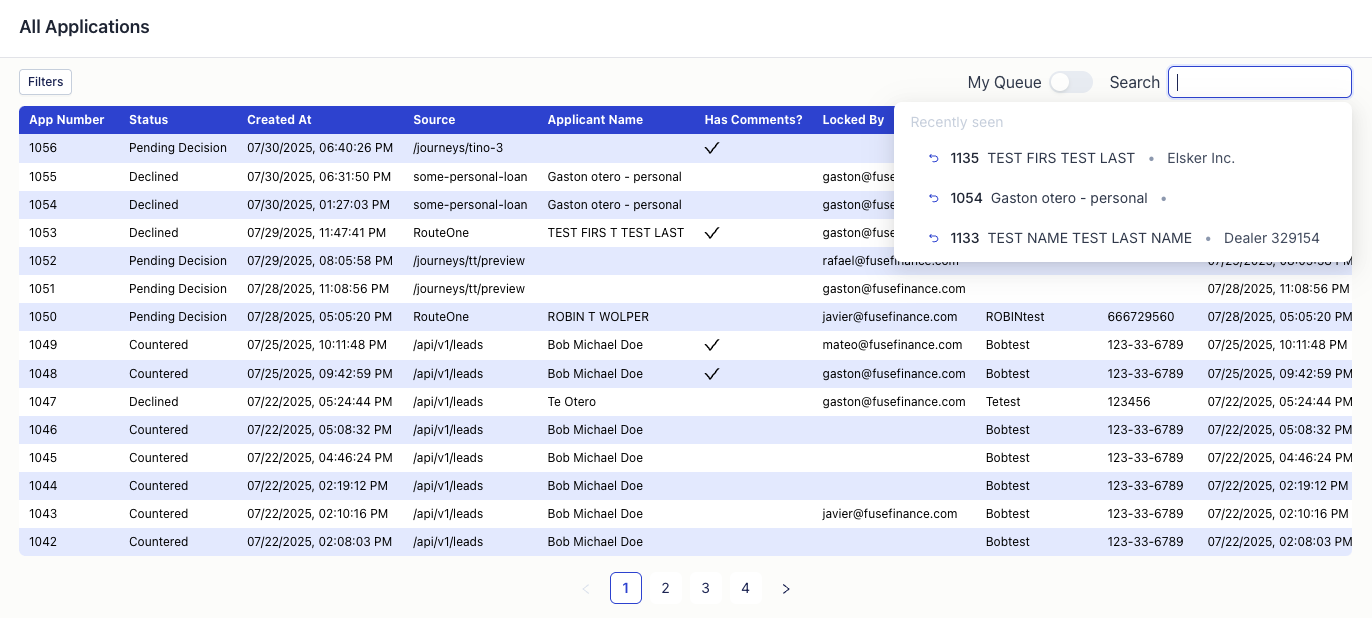 All Applications
Filters
My Queue
Search
App Number Status Created At Source Applicant Name Has Comments? Locked By
Recently seen
1135 TEST FIRS TEST LAST • Elsker Inc.
1054 Gaston otero - personal •
1133 TEST NAME TEST LAST NAME • Dealer 329154
1056 Pending Decision 07/30/2025, 06:40:26 PM /journeys/tino-3 ✓
1055 Declined 07/30/2025, 06:31:50 PM some-personal-loan Gaston otero - personal gaston@fuse
1054 Declined 07/30/2025, 01:27:03 PM some-personal-loan Gaston otero - personal gaston@fuse
1053 Declined 07/29/2025, 11:47:41 PM RouteOne TEST FIRS T TEST LAST ✓ gaston@fuse
1052 Pending Decision 07/29/2025, 08:05:58 PM /journeys/tt/preview rafael@fusefinance.com
1051 Pending Decision 07/28/2025, 11:08:56 PM /journeys/tt/preview gaston@fusefinance.com 07/28/2025, 11:08:56 PM
1050 Pending Decision 07/28/2025, 05:05:20 PM RouteOne ROBIN T WOLPER javier@fusefinance.com ROBINtest 666729560 07/28/2025, 05:05:20 PM
1049 Countered 07/25/2025, 10:11:48 PM /api/v1/leads Bob Michael Doe ✓ mateo@fusefinance.com Bobtest 123-33-6789 07/25/2025, 10:11:48 PM
1048 Countered 07/25/2025, 09:42:59 PM /api/v1/leads Bob Michael Doe ✓ gaston@fusefinance.com Bobtest 123-33-6789 07/25/2025, 09:42:59 PM
1047 Declined 07/22/2025, 05:24:44 PM /api/v1/leads Te Otero gaston@fusefinance.com Tetest 123456 07/22/2025, 05:24:44 PM
1046 Countered 07/22/2025, 05:08:32 PM /api/v1/leads Bob Michael Doe Bobtest 123-33-6789 07/22/2025, 05:08:32 PM
1045 Countered 07/22/2025, 04:46:24 PM /api/v1/leads Bob Michael Doe Bobtest 123-33-6789 07/22/2025, 04:46:24 PM
1044 Countered 07/22/2025, 02:19:12 PM /api/v1/leads Bob Michael Doe Bobtest 123-33-6789 07/22/2025, 02:19:12 PM
1043 Countered 07/22/2025, 02:10:16 PM /api/v1/leads Bob Michael Doe javier@fusefinance.com Bobtest 123-33-6789 07/22/2025, 02:10:16 PM
1042 Countered 07/22/2025, 02:08:03 PM /api/v1/leads Bob Michael Doe Bobtest 123-33-6789 07/22/2025, 02:08:03 PM
< 1 2 3 4 >